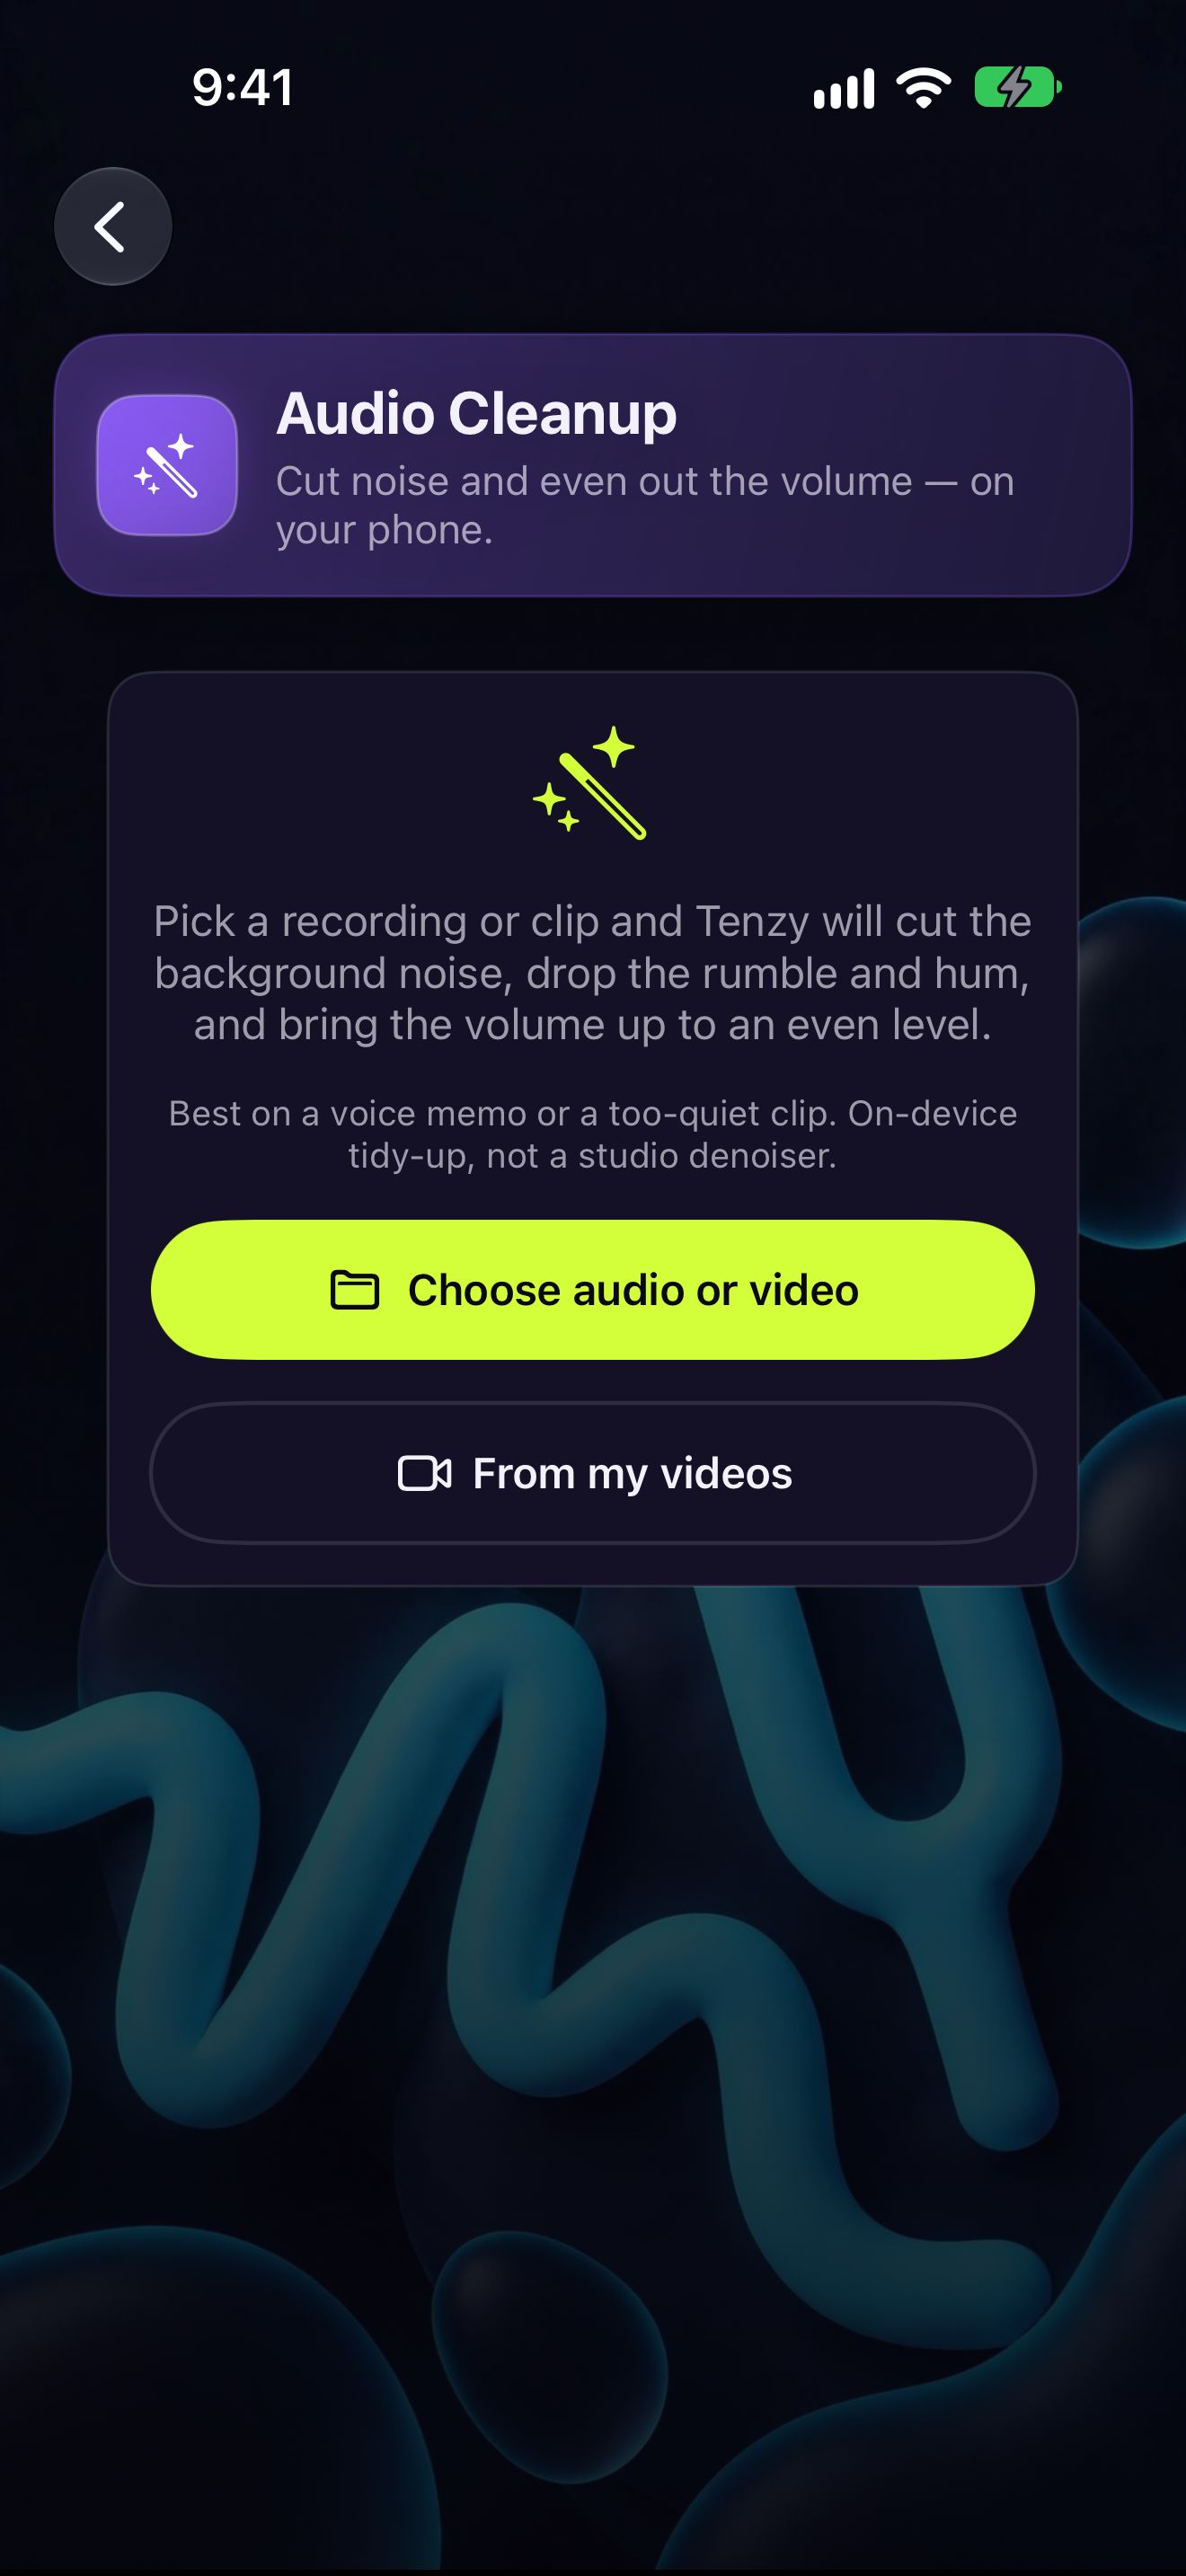 9:41
Audio Cleanup
Cut noise and even out the volume — on
your phone.
Pick a recording or clip and Tenzy will cut the
background noise, drop the rumble and hum,
and bring the volume up to an even level.
Best on a voice memo or a too-quiet clip. On-device
tidy-up, not a studio denoiser.
Choose audio or video
From my videos